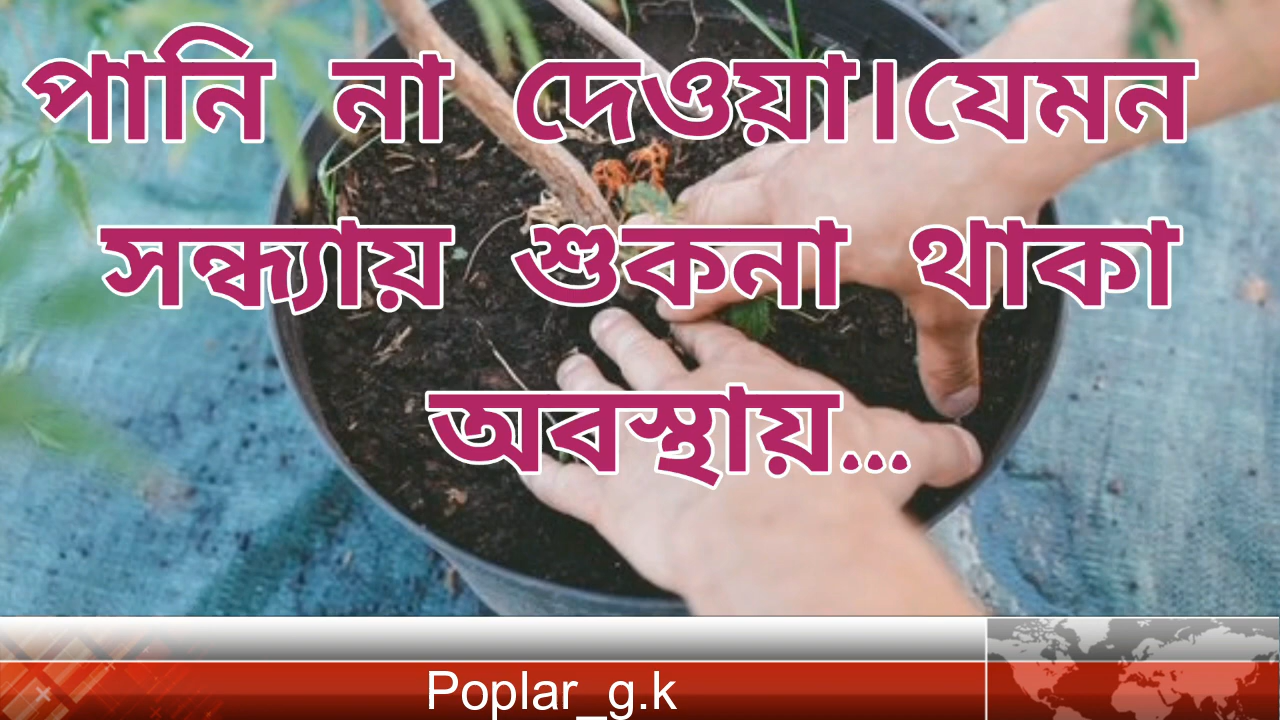 পানি না দেওয়া।যেমন
সন্ধ্যায় শুকনা থাকা
অবস্থায়...
Poplar_g.k